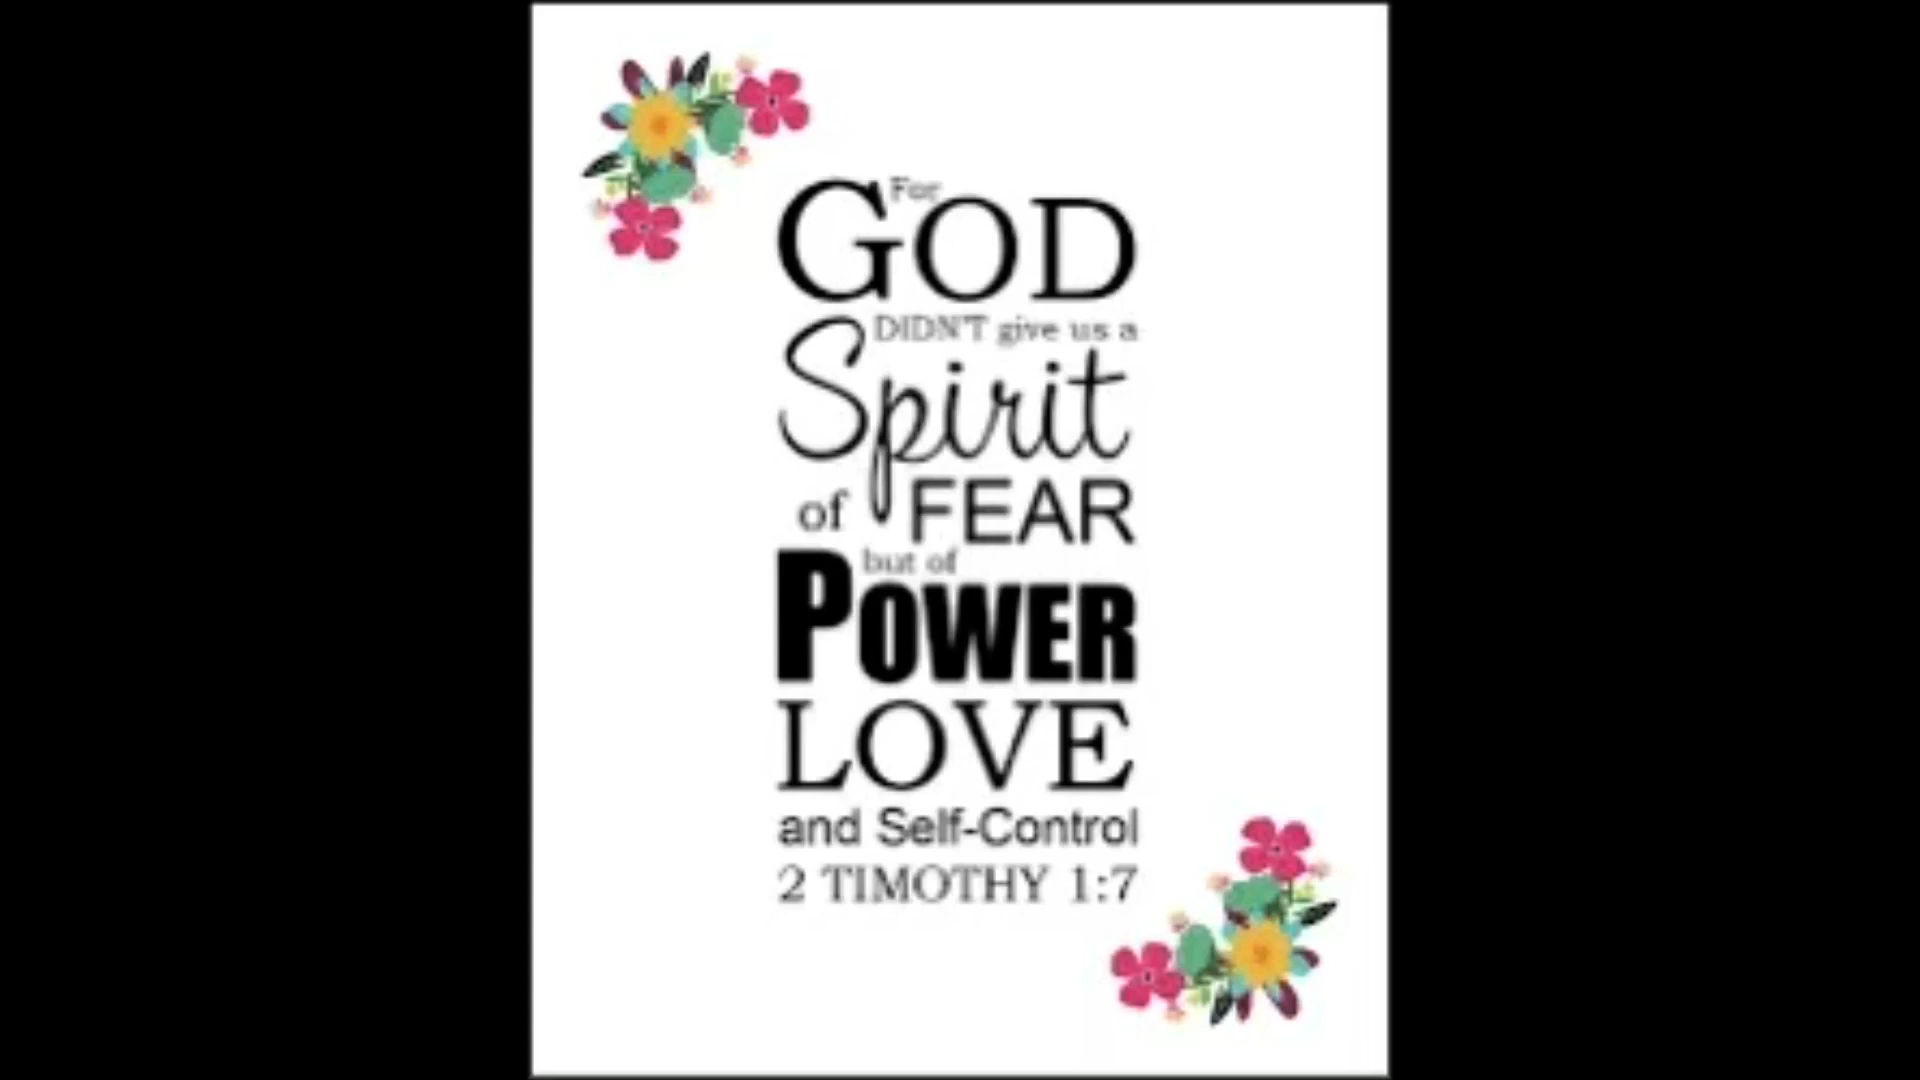 For
GOD
DIDN'T give us a
Spirit
of FEAR
but of
POWER
LOVE
and Self-Control
2 TIMOTHY 1:7